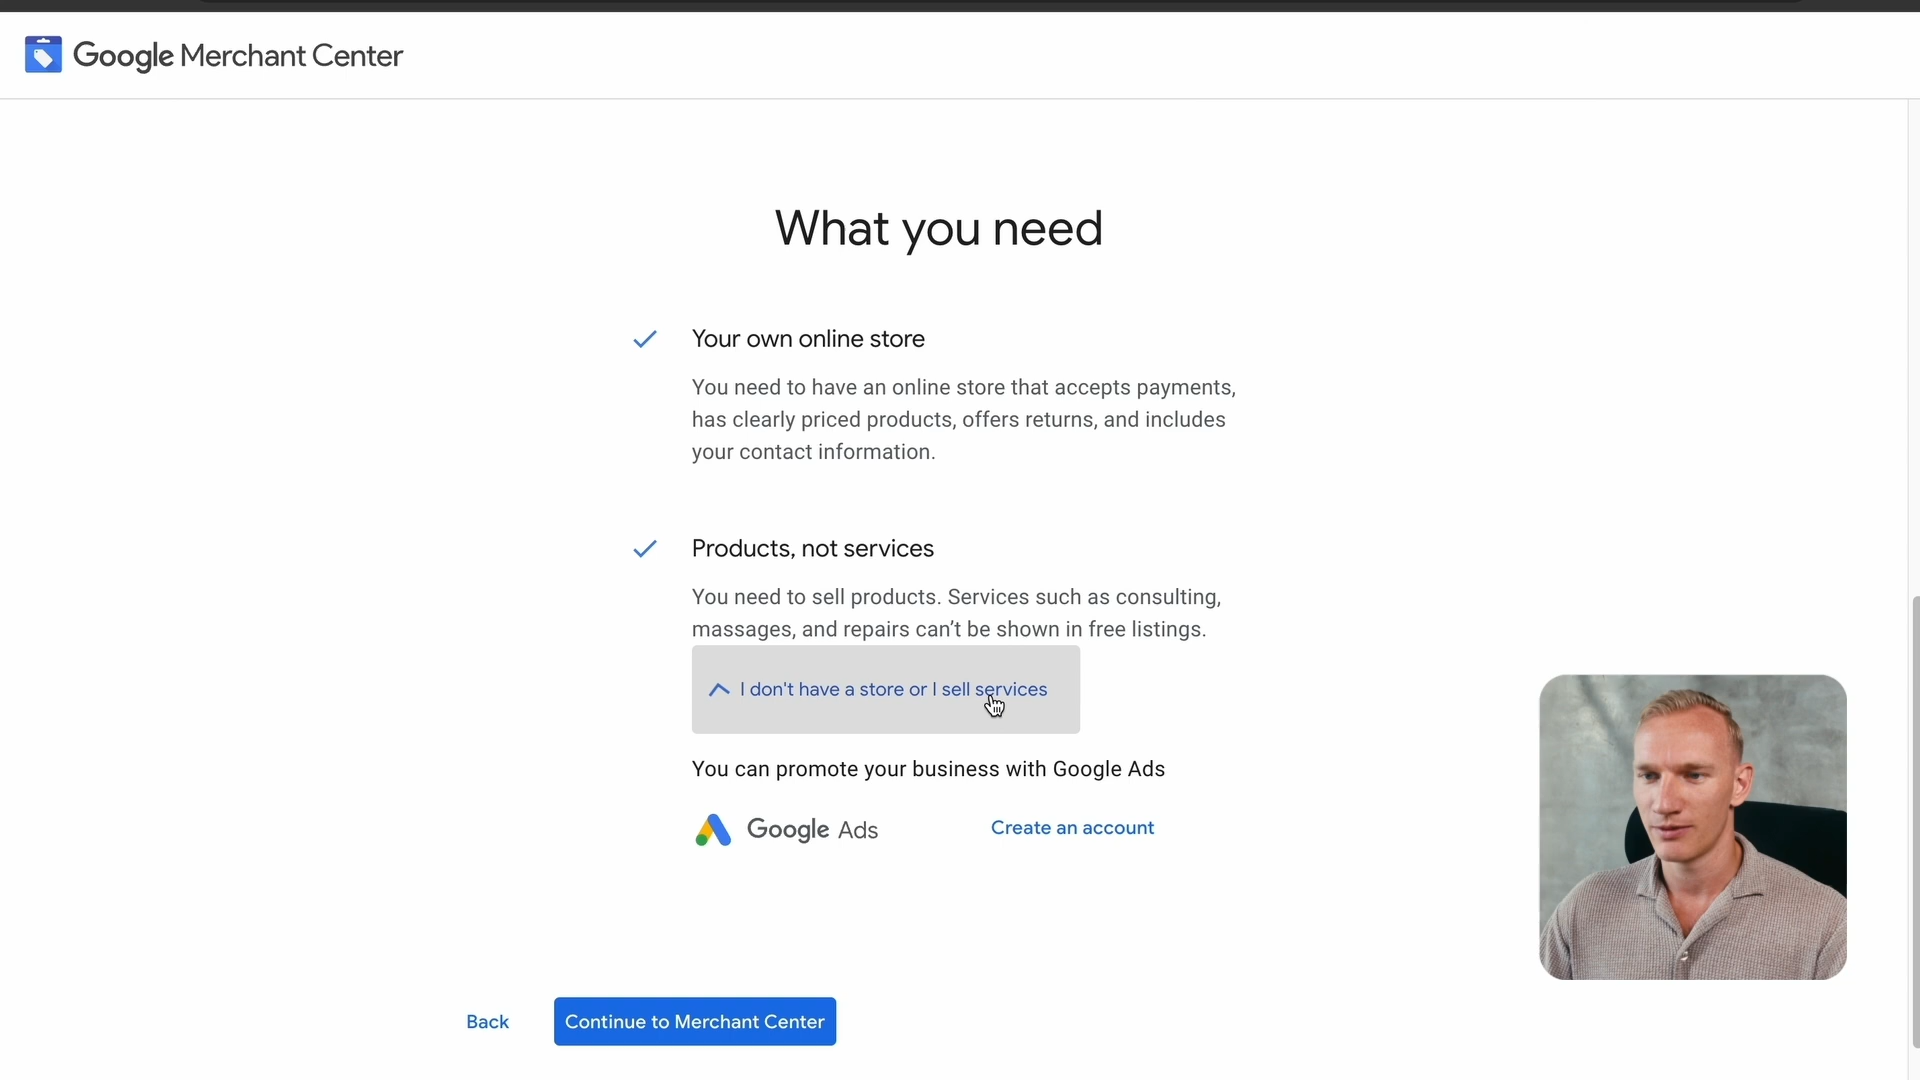 Google Merchant Center
What you need
Your own online store
You need to have an online store that accepts payments,
has clearly priced products, offers returns, and includes
your contact information.
Products, not services
You need to sell products. Services such as consulting,
massages, and repairs can’t be shown in free listings.
I don't have a store or I sell services
You can promote your business with Google Ads
Google Ads
Create an account
Back
Continue to Merchant Center